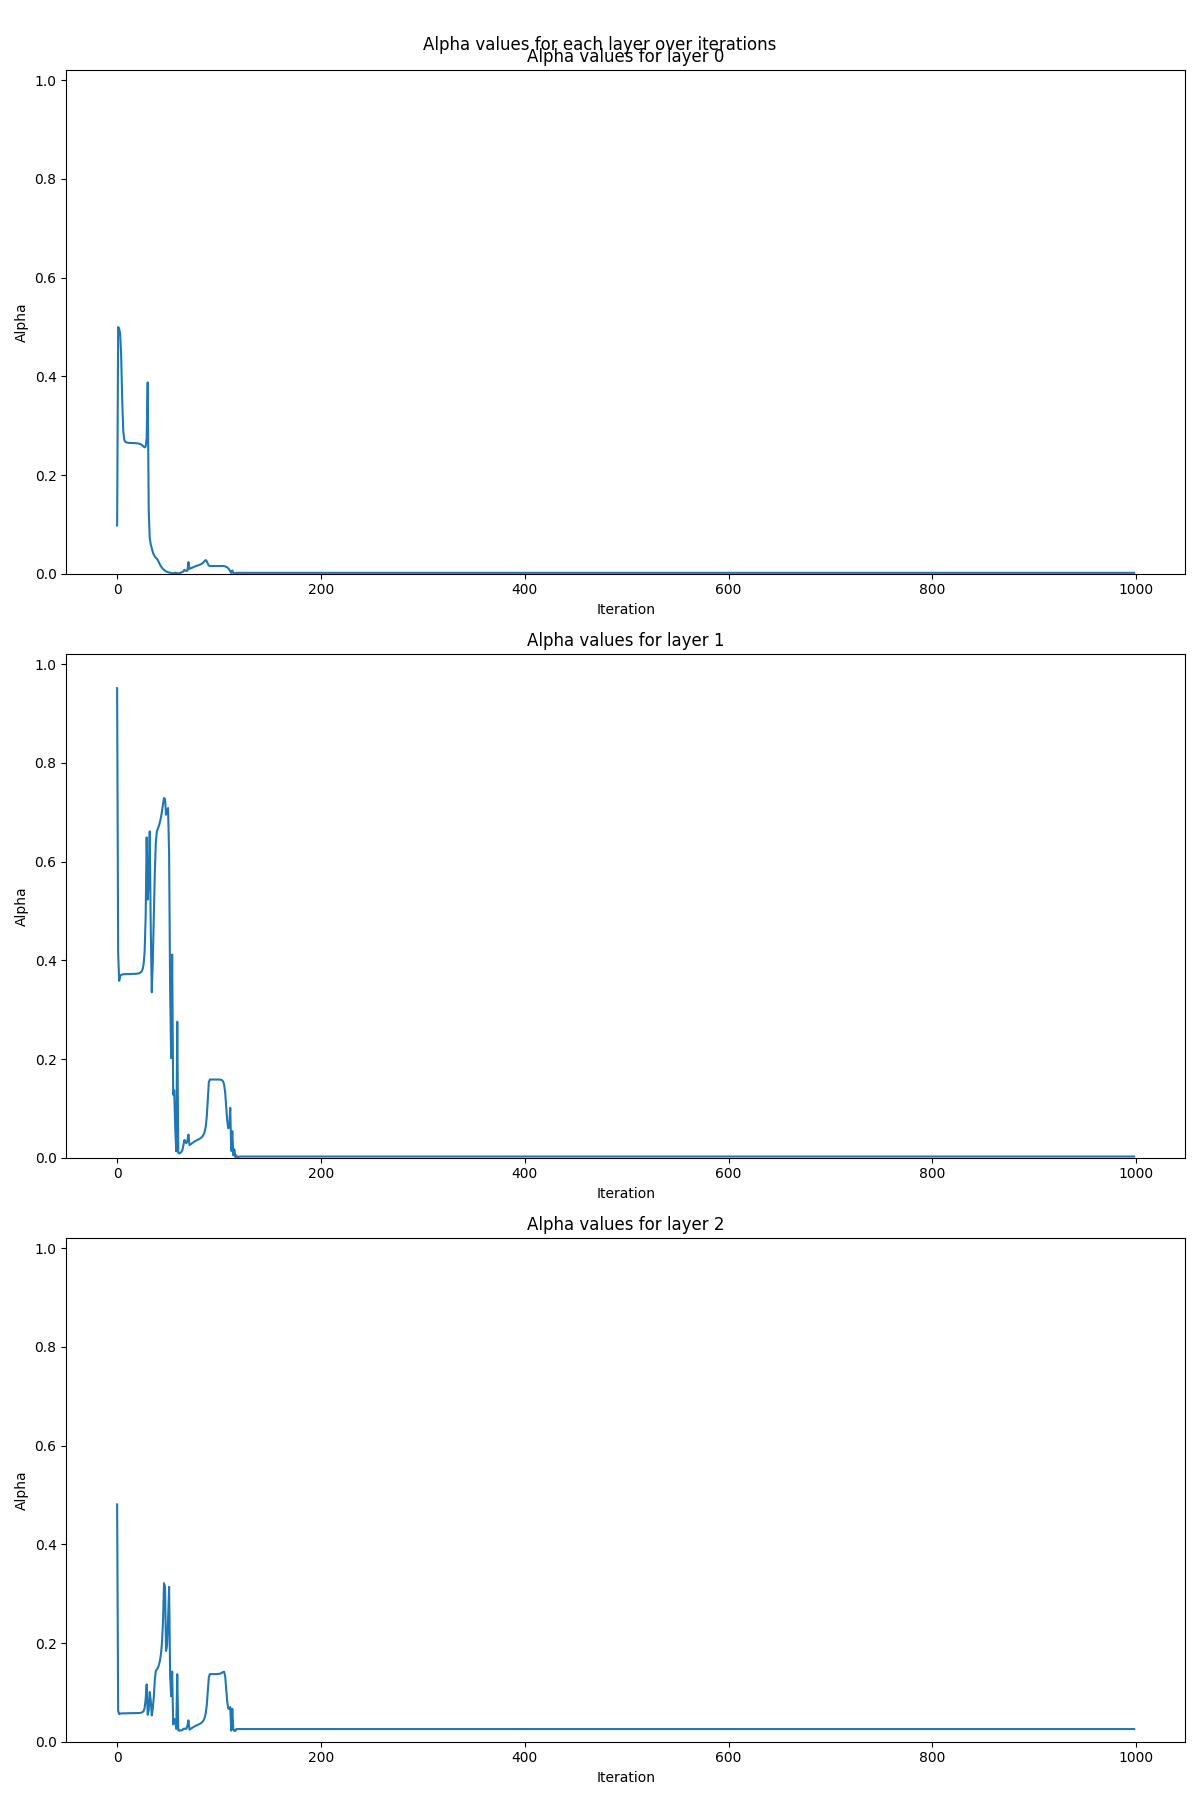 Alpha values for each layer over iterations
Alpha values for layer 0
1.0
0.8
0.6
0.4
0.2
0.0
Alpha
0 200 400 600 800 1000
Iteration
Alpha values for layer 1
1.0
0.8
0.6
0.4
0.2
0.0
Alpha
0 200 400 600 800 1000
Iteration
Alpha values for layer 2
1.0
0.8
0.6
0.4
0.2
0.0
Alpha
0 200 400 600 800 1000
Iteration